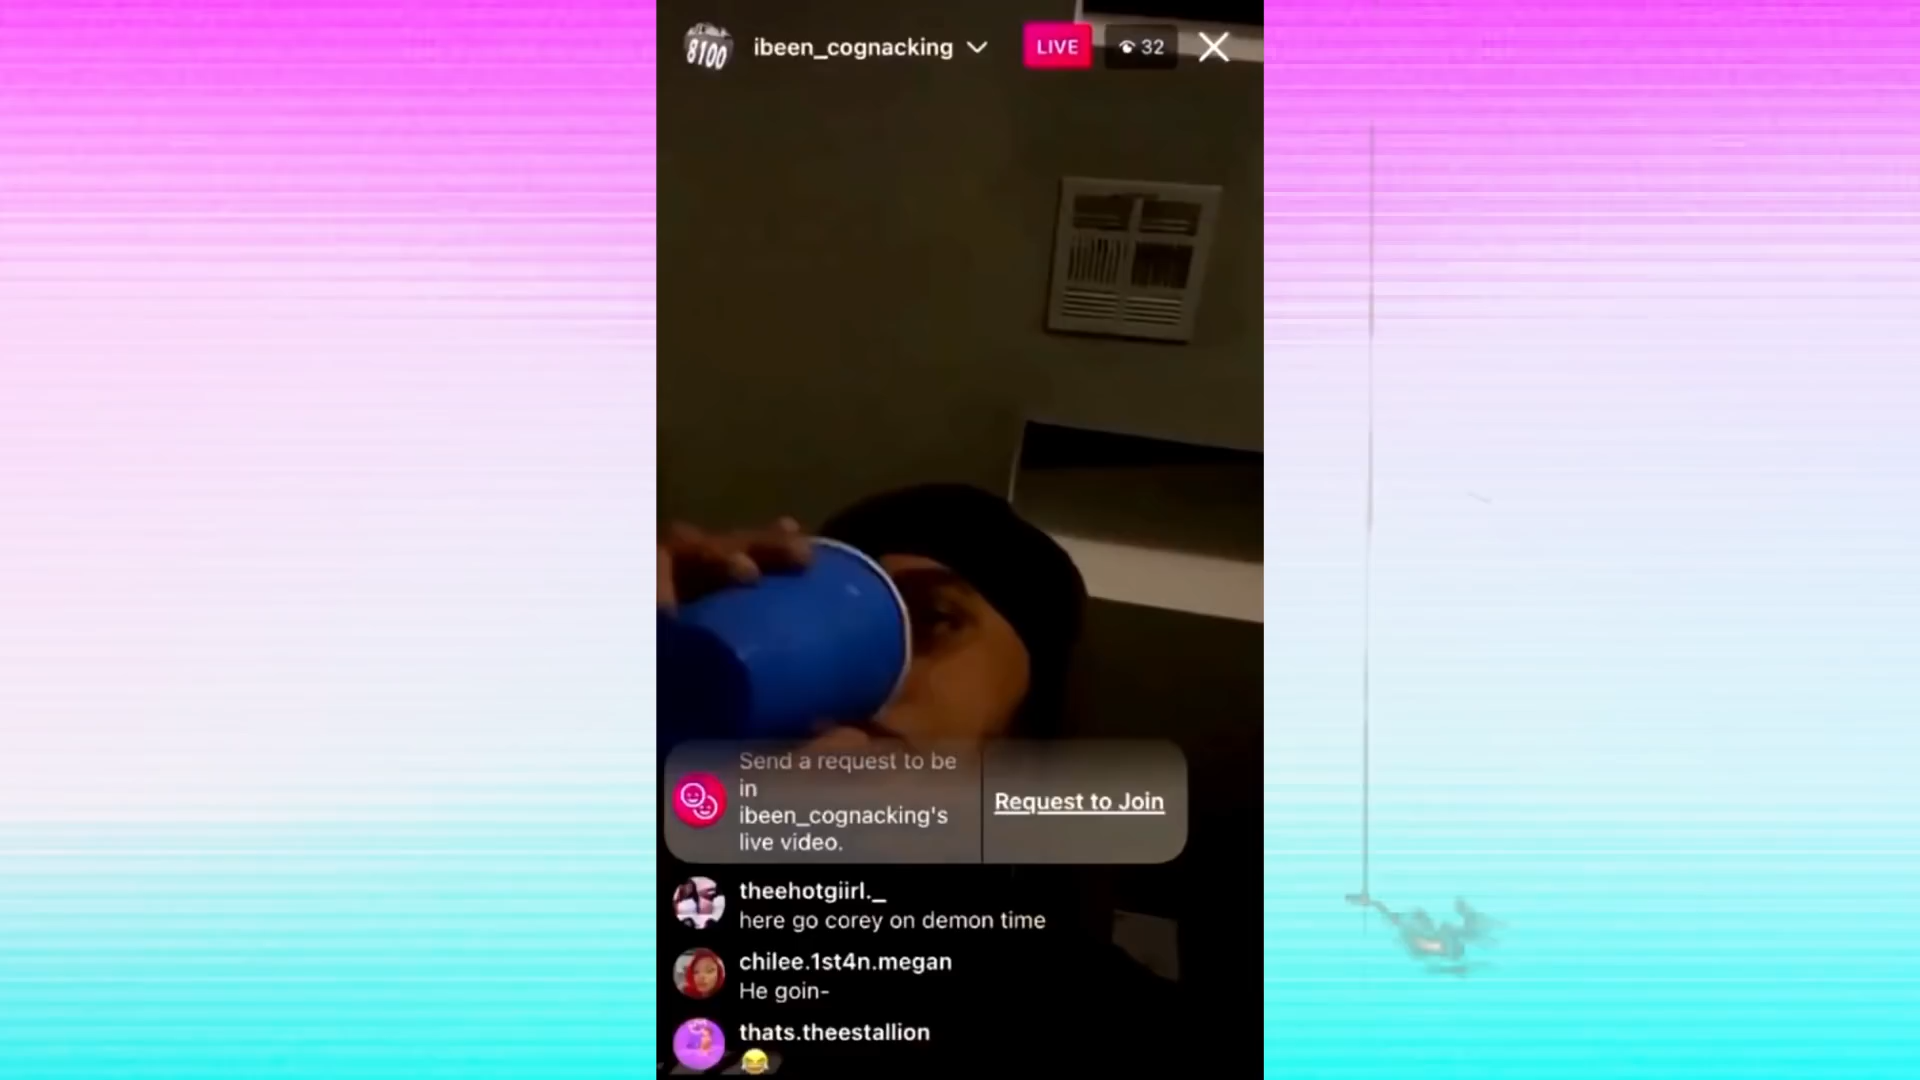 8100
ibeen_cognacking
LIVE
32
Send a request to be
in
ibeen_cognacking's
live video.
Request to Join
theehotgiirl._
here go corey on demon time
chilee.1st4n.megan
He goin-
thats.theestallion
😂